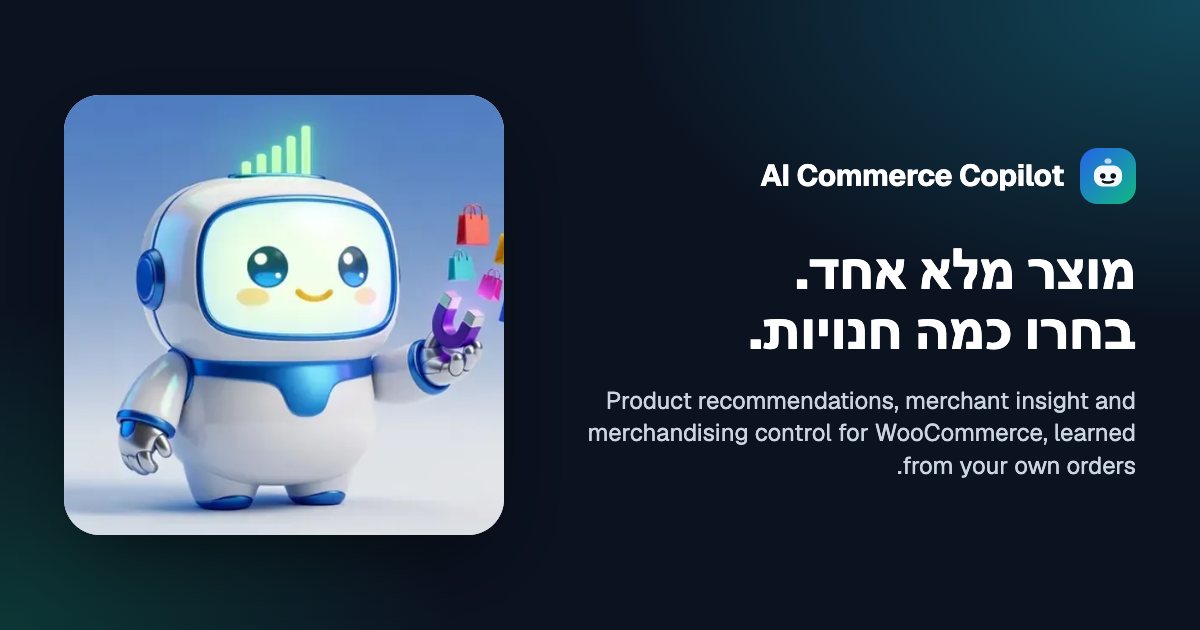 AI Commerce Copilot
מוצר מלא אחד.
בחרו כמה חנויות.
Product recommendations, merchant insight and
merchandising control for WooCommerce, learned
.from your own orders